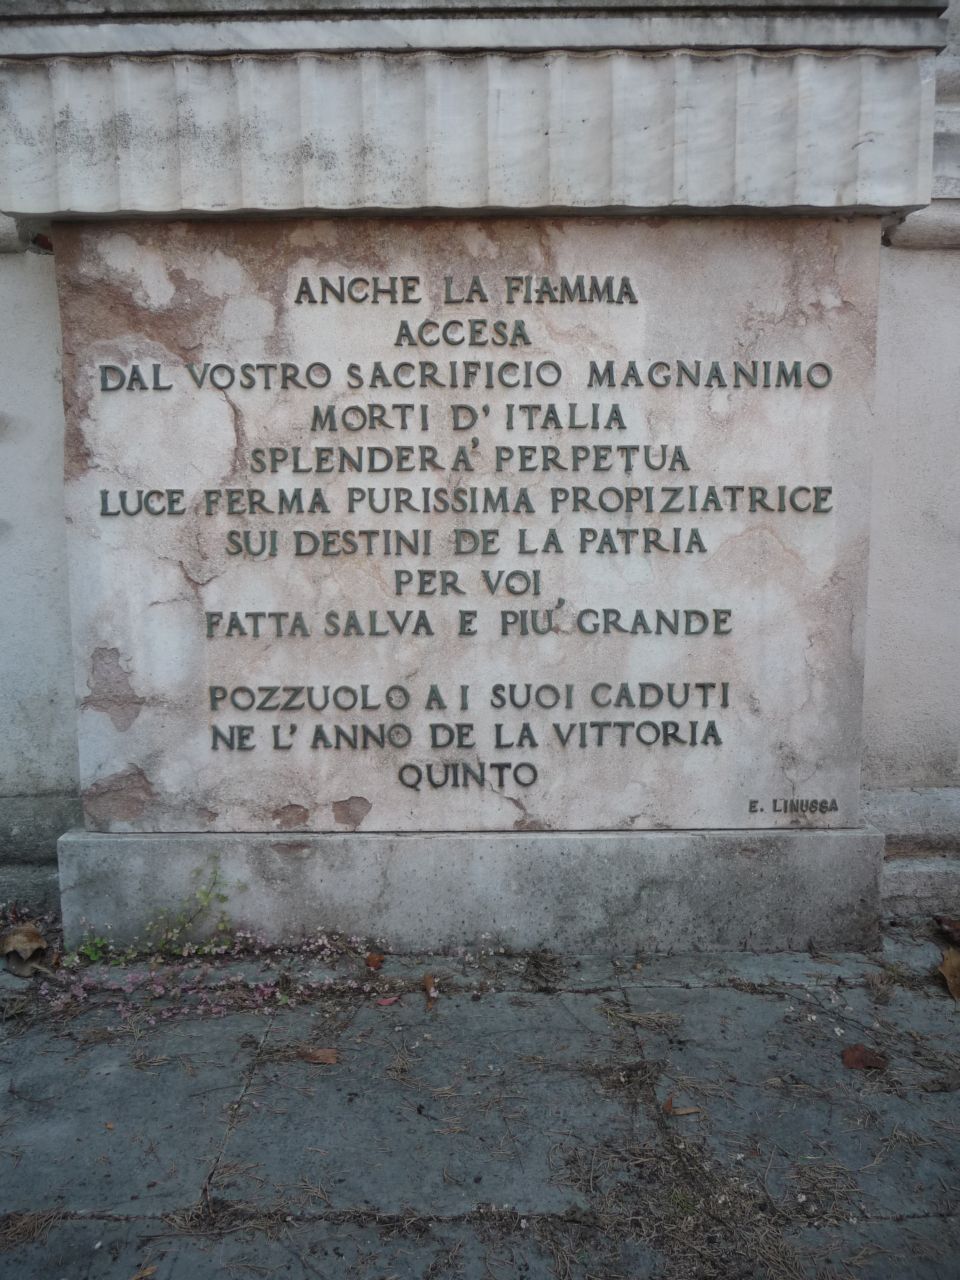 ANCHE LA FIAMMA
ACCESA
DAL VOSTRO SACRIFICIO MAGNANIMO
MORTI D'ITALIA
SPLENDERA' PERPETUA
LUCE FERMA PURISSIMA PROPIZIATRICE
SUI DESTINI DE LA PATRIA
PER VOI
FATTA SALVA E PIU' GRANDE
POZZUOLO AI SUOI CADUTI
NE L'ANNO DE LA VITTORIA
QUINTO
E. LINUSSA